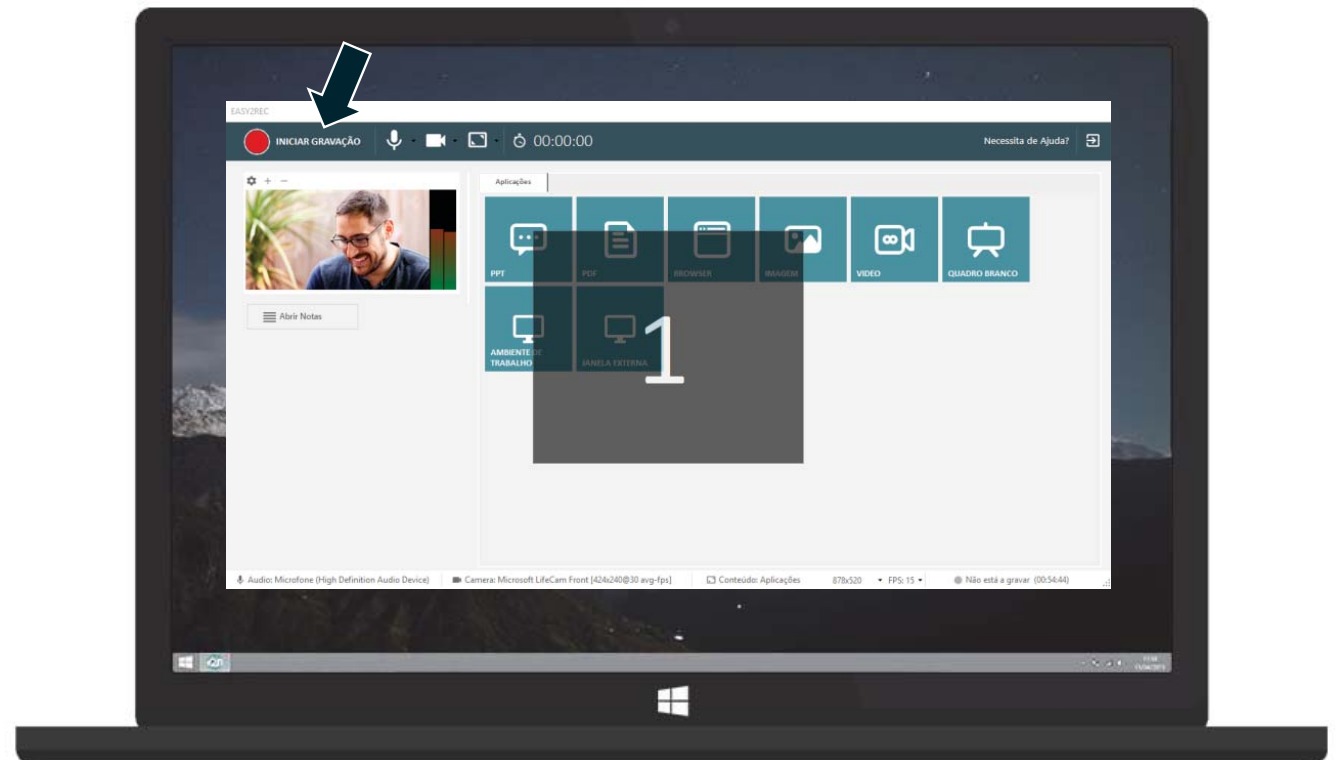 EASY2REC
INICIAR GRAVAÇÃO
00:00:00
Necessita de Ajuda?
Aplicações
PPT
PDF
BROWSER
IMAGEM
VIDEO
QUADRO BRANCO
Abrir Notas
AMBIENTE DE
TRABALHO
JANELA EXTERNA
1
Audio: Microfone (High Definition Audio Device)
Camera: Microsoft LifeCam Front [424x240@30 avg-fps]
Conteúdo: Aplicações
878x520
FPS: 15
Não está a gravar (00:54:44)